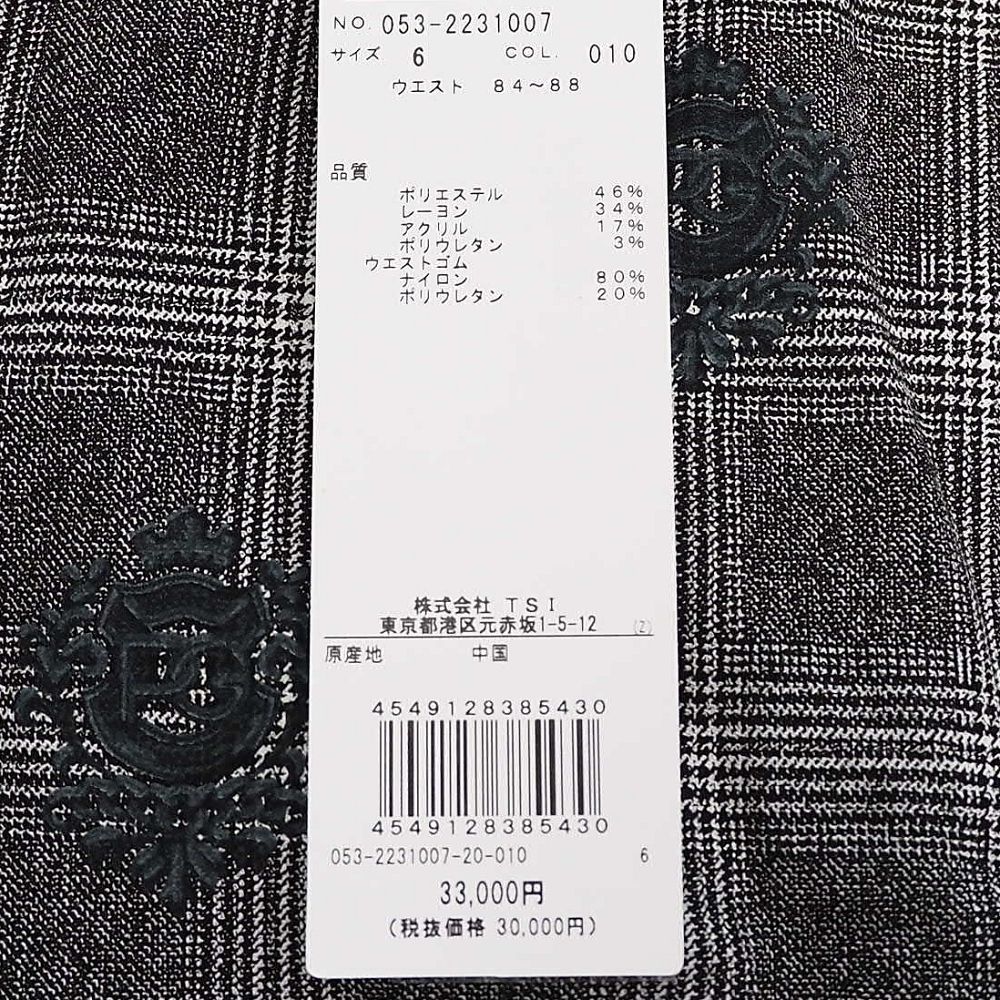 NO. 053-2231007
サイズ 6 COL. 010
ウエスト 84～88
品質
ポリエステル 46%
レーヨン 34%
アクリル 17%
ポリウレタン 3%
ウエストゴム
ナイロン 80%
ポリウレタン 20%
株式会社 TSI
東京都港区元赤坂1-5-12 (Z)
原産地 中国
4549128385430
4549128385430
053-2231007-20-010 6
33,000円
(税抜価格 30,000円)
PG